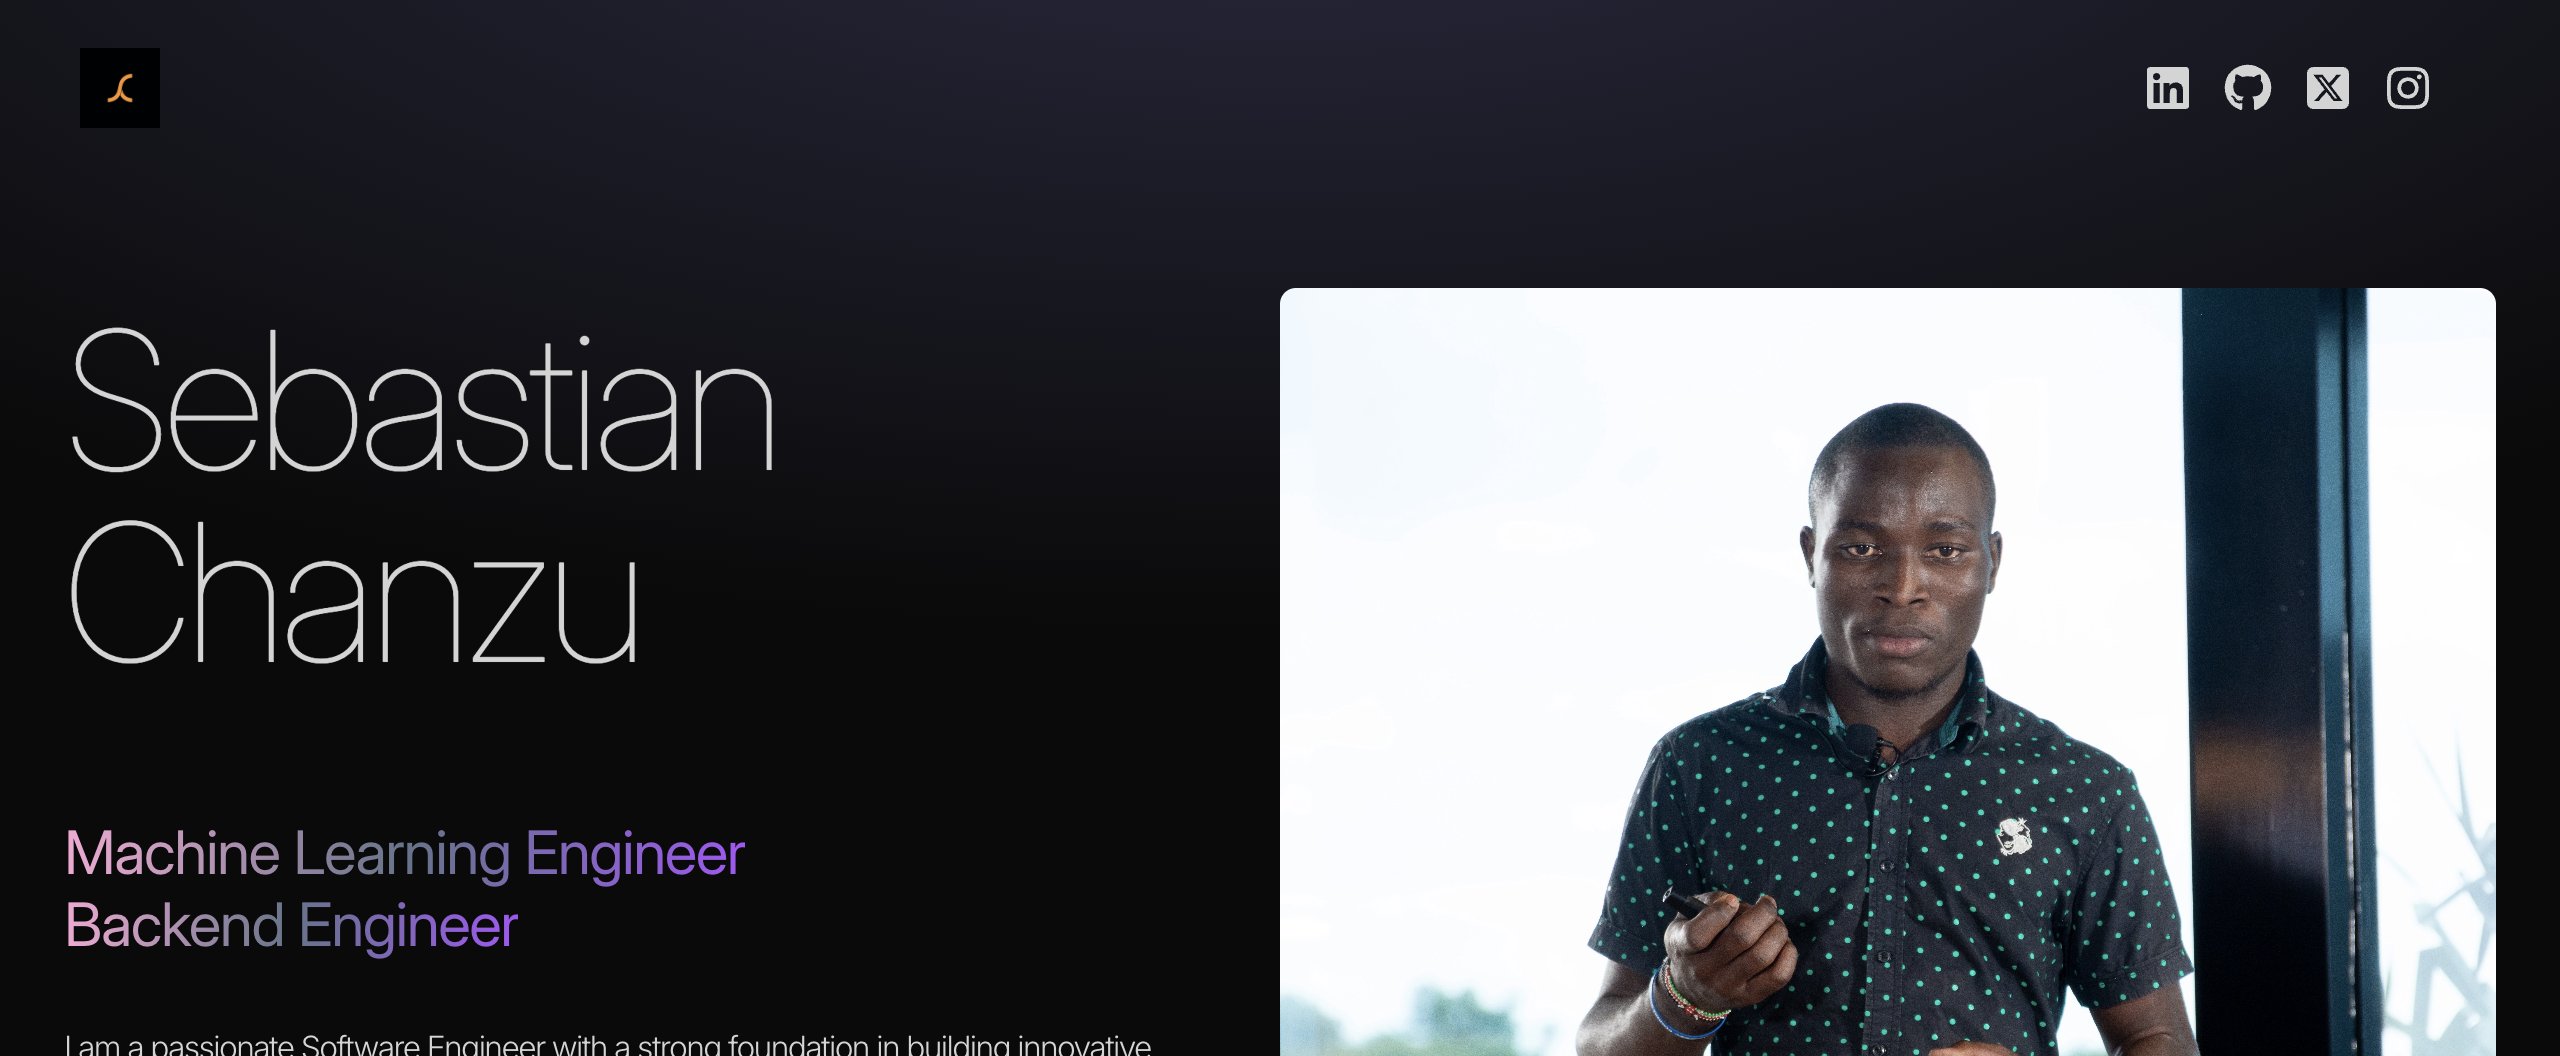 Sebastian
Chanzu
Machine Learning Engineer
Backend Engineer
I am a passionate Software Engineer with a strong foundation in building innovative